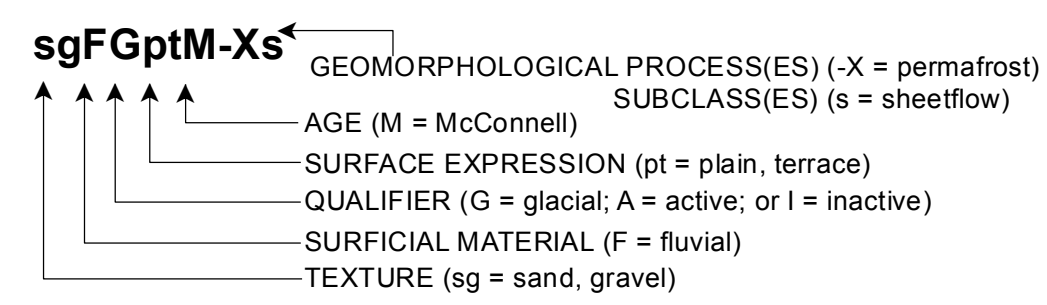 sgFGptM-Xs
GEOMORPHOLOGICAL PROCESS(ES) (-X = permafrost)
SUBCLASS(ES) (s = sheetflow)
AGE (M = McConnell)
SURFACE EXPRESSION (pt = plain, terrace)
QUALIFIER (G = glacial; A = active; or I = inactive)
SURFICIAL MATERIAL (F = fluvial)
TEXTURE (sg = sand, gravel)